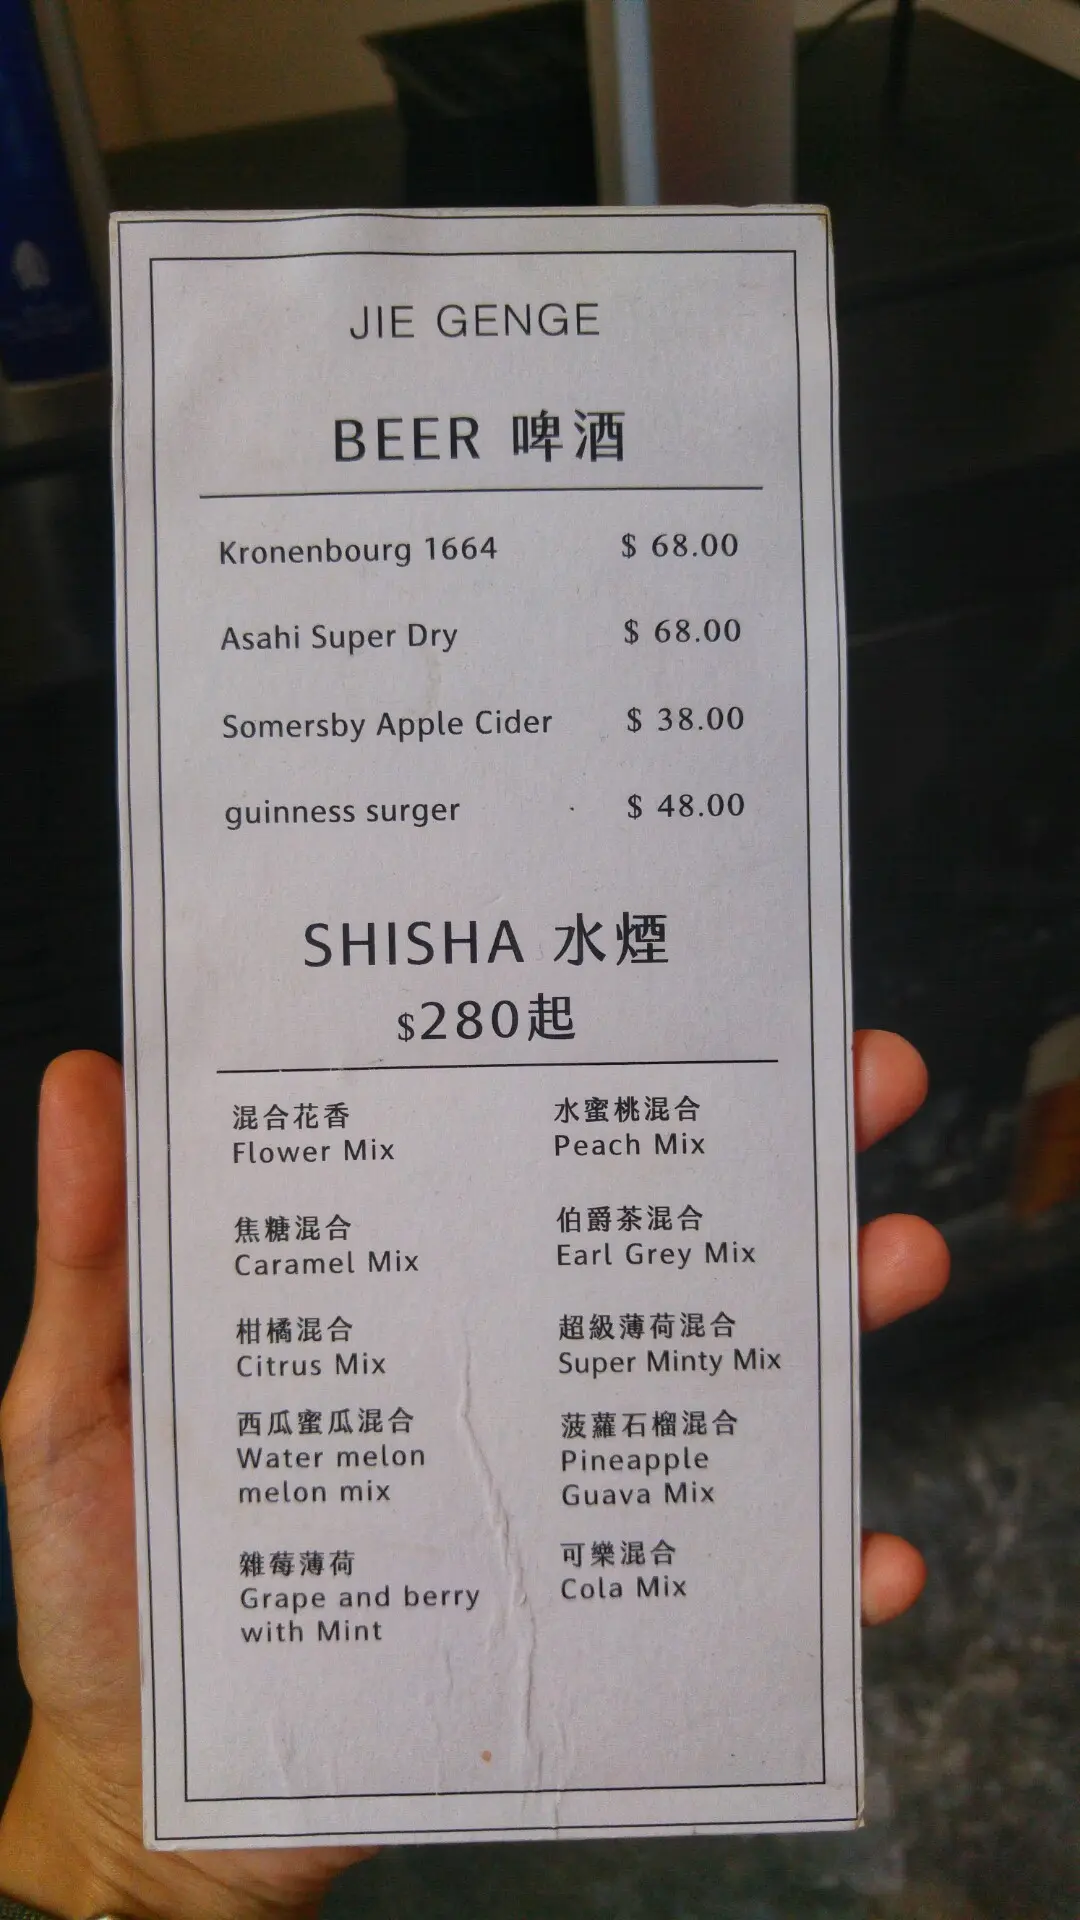 JIE GENGE
BEER 啤酒
Kronenbourg 1664 $ 68.00
Asahi Super Dry $ 68.00
Somersby Apple Cider $ 38.00
guinness surger $ 48.00
SHISHA 水煙
$280起
混合花香
Flower Mix
水蜜桃混合
Peach Mix
焦糖混合
Caramel Mix
伯爵茶混合
Earl Grey Mix
柑橘混合
Citrus Mix
超級薄荷混合
Super Minty Mix
西瓜蜜瓜混合
Water melon
melon mix
菠蘿石榴混合
Pineapple
Guava Mix
雜莓薄荷
Grape and berry
with Mint
可樂混合
Cola Mix